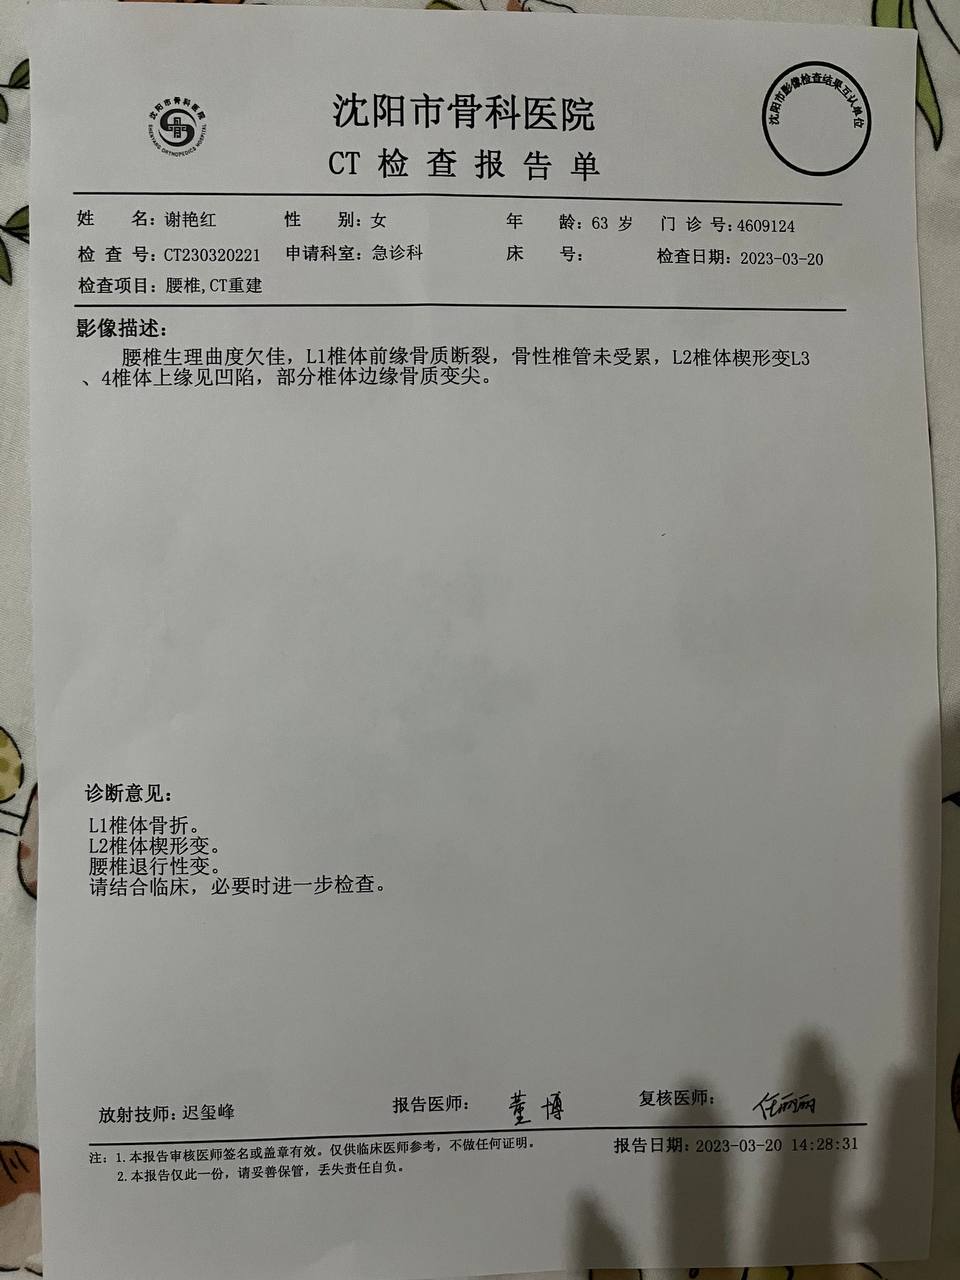 沈阳市骨科医院
SHENYANG ORTHOPEDICS HOSPITAL
沈阳市骨科医院
沈阳市影像检查结果互认单位
CT 检 查 报 告 单
姓 名: 谢艳红 性 别: 女 年 龄: 63 岁 门 诊 号: 4609124
检 查 号: CT230320221 申请科室: 急诊科 床 号: 检查日期: 2023-03-20
检查项目: 腰椎,CT重建
影像描述:
腰椎生理曲度欠佳, L1椎体前缘骨质断裂, 骨性椎管未受累, L2椎体楔形变L3
、4椎体上缘见凹陷, 部分椎体边缘骨质变尖。
诊断意见:
L1椎体骨折。
L2椎体楔形变。
腰椎退行性变。
请结合临床, 必要时进一步检查。
放射技师: 迟玺峰 报告医师: 董博 复核医师: 任丽丽
注: 1.本报告审核医师签名或盖章有效。仅供临床医师参考, 不做任何证明。 报告日期: 2023-03-20 14:28:31
2.本报告仅此一份, 请妥善保管, 丢失责任自负。